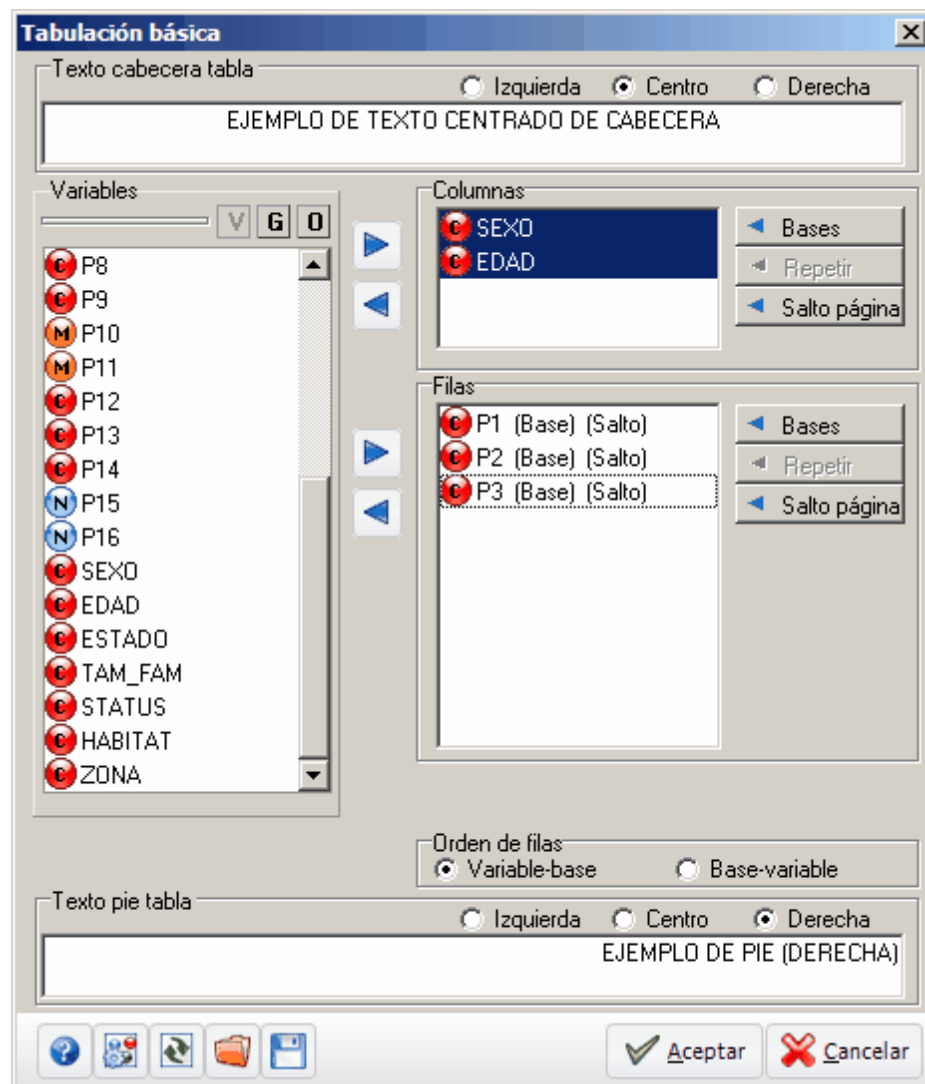 Tabulación básica
Texto cabecera tabla
Izquierda Centro Derecha
EJEMPLO DE TEXTO CENTRADO DE CABECERA
Variables
V G O
C P8
C P9
M P10
M P11
C P12
C P13
C P14
N P15
N P16
C SEXO
C EDAD
C ESTADO
C TAM_FAM
C STATUS
C HABITAT
C ZONA
Columnas
C SEXO
C EDAD
Bases
Repetir
Salto página
Filas
C P1 (Base) (Salto)
C P2 (Base) (Salto)
C P3 (Base) (Salto)
Bases
Repetir
Salto página
Orden de filas
Variable-base Base-variable
Texto pie tabla
Izquierda Centro Derecha
EJEMPLO DE PIE (DERECHA)
? Aceptar Cancelar